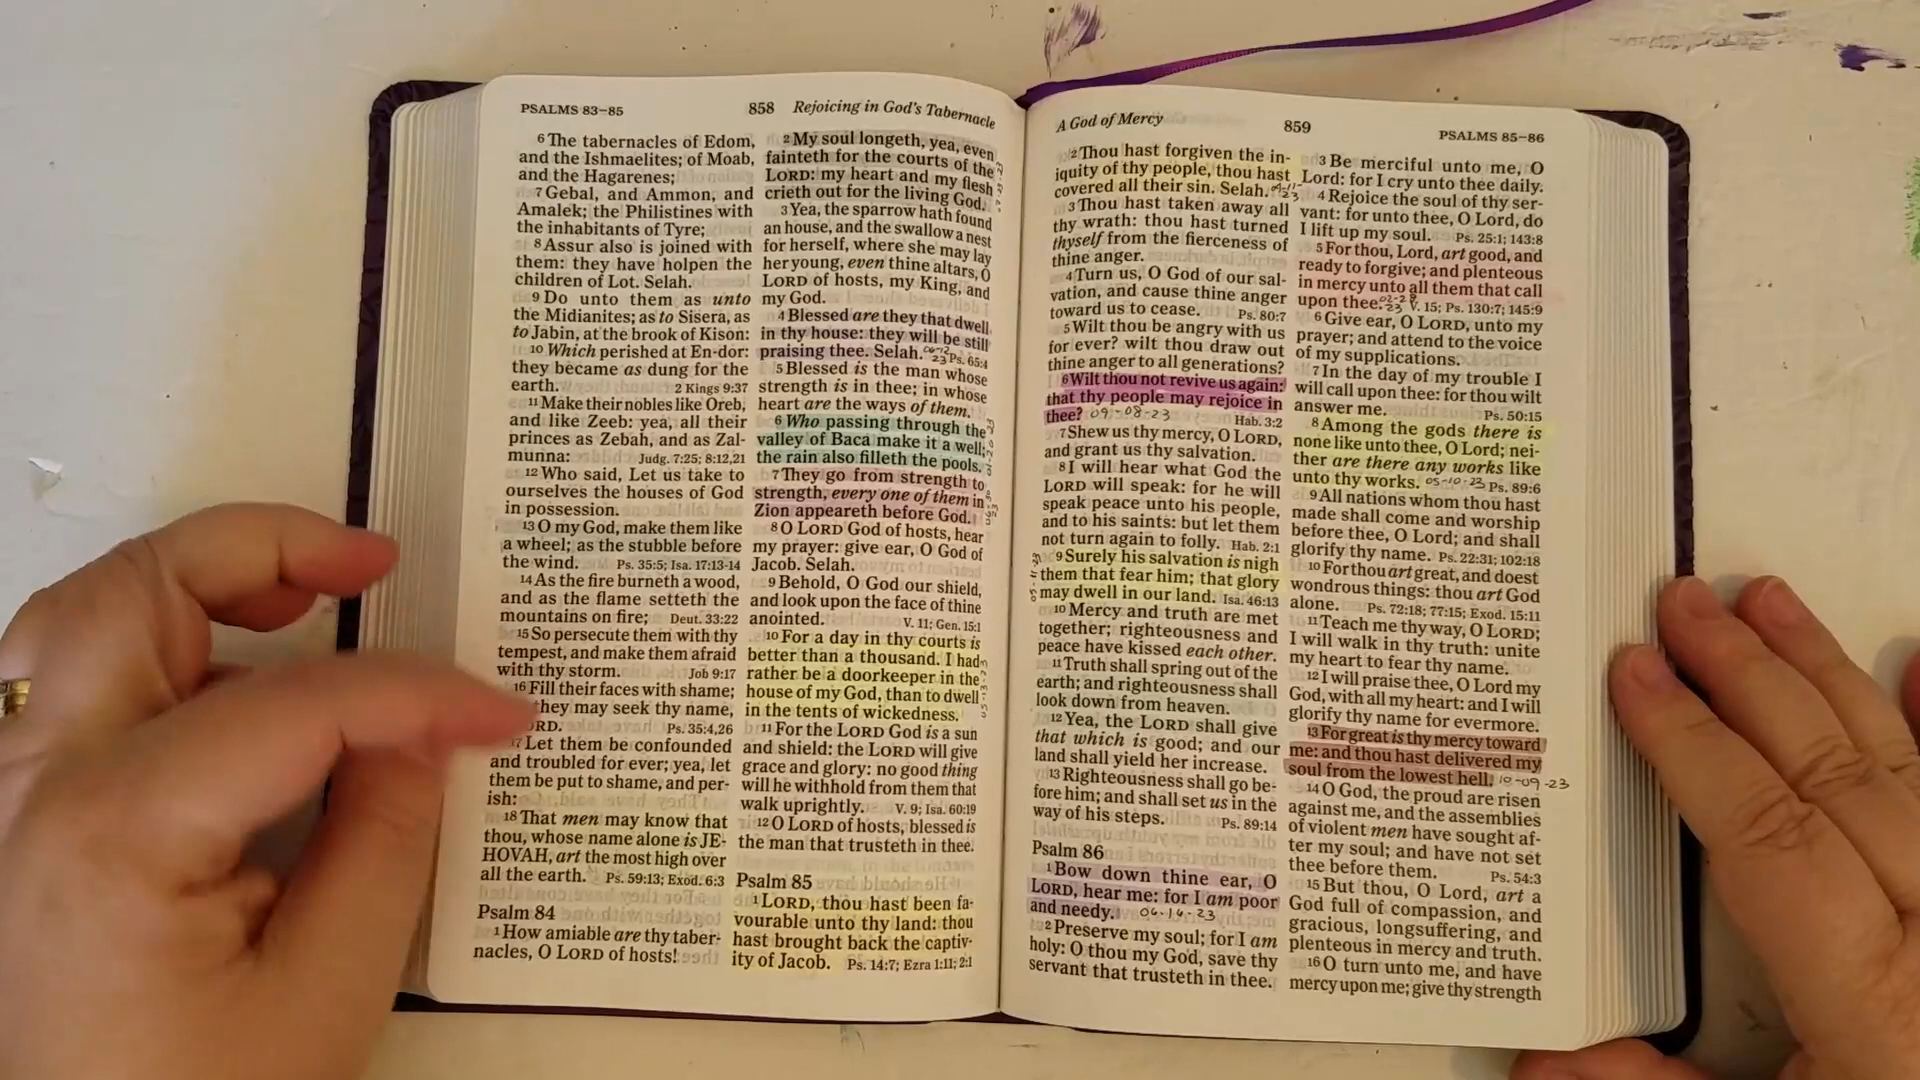 PSALMS 83–85
858 Rejoicing in God's Tabernacle
6 The tabernacles of Edom,
and the Ishmaelites; of Moab,
and the Hagarenes;
7 Gebal, and Ammon, and
Amalek; the Philistines with
the inhabitants of Tyre;
8 Assur also is joined with
them: they have holpen the
children of Lot. Selah.
9 Do unto them as unto
the Midianites; as to Sisera, as
to Jabin, at the brook of Kison:
10 Which perished at En-dor:
they became as dung for the
earth. 2 Kings 9:37
11 Make their nobles like Oreb,
and like Zeeb: yea, all their
princes as Zebah, and as Zal-
munna: Judg. 7:25; 8:12,21
12 Who said, Let us take to
ourselves the houses of God
in possession.
13 O my God, make them like
a wheel; as the stubble before
the wind. Ps. 35:5; Isa. 17:13-14
14 As the fire burneth a wood,
and as the flame setteth the
mountains on fire; Deut. 33:22
15 So persecute them with thy
tempest, and make them afraid
with thy storm. Job 9:17
16 Fill their faces with shame;
they may seek thy name,
ORD. Ps. 35:4,26
17 Let them be confounded
and troubled for ever; yea, let
them be put to shame, and per-
ish:
18 That men may know that
thou, whose name alone is JE-
HOVAH, art the most high over
all the earth. Ps. 59:13; Exod. 6:3
Psalm 84
1 How amiable are thy taber-
nacles, O LORD of hosts!
2 My soul longeth, yea, even
fainteth for the courts of the
LORD: my heart and my flesh
crieth out for the living God.
3 Yea, the sparrow hath found
an house, and the swallow a nest
for herself, where she may lay
her young, even thine altars, O
LORD of hosts, my King, and
my God.
4 Blessed are they that dwell
in thy house: they will be still
praising thee. Selah. 06-12 23 Ps. 65:4
5 Blessed is the man whose
strength is in thee; in whose
heart are the ways of them.
6 Who passing through the
valley of Baca make it a well;
the rain also filleth the pools.
7 They go from strength to
strength, every one of them in
Zion appeareth before God.
8 O LORD God of hosts, hear
my prayer: give ear, O God of
Jacob. Selah.
9 Behold, O God our shield,
and look upon the face of thine
anointed. V. 11; Gen. 15:1
10 For a day in thy courts is
better than a thousand. I had
rather be a doorkeeper in the
house of my God, than to dwell
in the tents of wickedness.
11 For the LORD God is a sun
and shield: the LORD will give
grace and glory: no good thing
will he withhold from them that
walk uprightly. V. 9; Isa. 60:19
12 O LORD of hosts, blessed is
the man that trusteth in thee.
Psalm 85
1 LORD, thou hast been fa-
vourable unto thy land: thou
hast brought back the captiv-
ity of Jacob. Ps. 14:7; Ezra 1:11; 2:1
A God of Mercy 859
PSALMS 85–86
2 Thou hast forgiven the in-
iquity of thy people, thou hast
covered all their sin. Selah.
3 Thou hast taken away all
thy wrath: thou hast turned
thyself from the fierceness of
thine anger.
4 Turn us, O God of our sal-
vation, and cause thine anger
toward us to cease. Ps. 80:7
5 Wilt thou be angry with us
for ever? wilt thou draw out
thine anger to all generations?
6 Wilt thou not revive us again:
that thy people may rejoice in
thee? 09-08-23 Hab. 3:2
7 Shew us thy mercy, O LORD,
and grant us thy salvation.
8 I will hear what God the
LORD will speak: for he will
speak peace unto his people,
and to his saints: but let them
not turn again to folly. Hab. 2:1
9 Surely his salvation is nigh
them that fear him; that glory
may dwell in our land. Isa. 46:13
10 Mercy and truth are met
together; righteousness and
peace have kissed each other.
11 Truth shall spring out of the
earth; and righteousness shall
look down from heaven.
12 Yea, the LORD shall give
that which is good; and our
land shall yield her increase.
13 Righteousness shall go be-
fore him; and shall set us in the
way of his steps. Ps. 89:14
Psalm 86
1 Bow down thine ear, O
LORD, hear me: for I am poor
and needy. 06-14-23
2 Preserve my soul; for I am
holy: O thou my God, save thy
servant that trusteth in thee.
3 Be merciful unto me, O
Lord: for I cry unto thee daily.
4 Rejoice the soul of thy ser-
vant: for unto thee, O Lord, do
I lift up my soul. Ps. 25:1; 143:8
5 For thou, Lord, art good, and
ready to forgive; and plenteous
in mercy unto all them that call
upon thee. V. 15; Ps. 130:7; 145:9
6 Give ear, O LORD, unto my
prayer; and attend to the voice
of my supplications.
7 In the day of my trouble I
will call upon thee: for thou wilt
answer me. Ps. 50:15
8 Among the gods there is
none like unto thee, O Lord; nei-
ther are there any works like
unto thy works. 05-10-23 Ps. 89:6
9 All nations whom thou hast
made shall come and worship
before thee, O Lord; and shall
glorify thy name. Ps. 22:31; 102:18
10 For thou art great, and doest
wondrous things: thou art God
alone. Ps. 72:18; 77:15; Exod. 15:11
11 Teach me thy way, O LORD;
I will walk in thy truth: unite
my heart to fear thy name.
12 I will praise thee, O Lord my
God, with all my heart: and I will
glorify thy name for evermore.
13 For great is thy mercy toward
me: and thou hast delivered my
soul from the lowest hell. 10-09-23
14 O God, the proud are risen
against me, and the assemblies
of violent men have sought af-
ter my soul; and have not set
thee before them. Ps. 54:3
15 But thou, O Lord, art a
God full of compassion, and
gracious, longsuffering, and
plenteous in mercy and truth.
16 O turn unto me, and have
mercy upon me; give thy strength